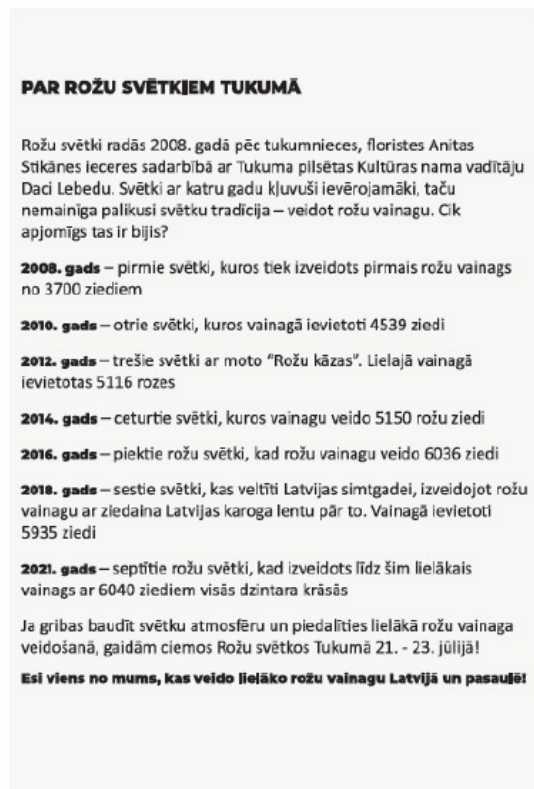 PAR ROŽU SVĒTKIEM TUKUMĀ
Rožu svētki radās 2008. gadā pēc tukumnieces, floristes Anitas
Stikānes ieceres sadarbībā ar Tukuma pilsētas Kultūras nama vadītāju
Daci Lebedu. Svētki ar katru gadu kļuvuši ievērojamāki, taču
nemainīga palikusi svētku tradīcija – veidot rožu vainagu. Cik
apjomīgs tas ir bijis?
2008. gads – pirmie svētki, kuros tiek izveidots pirmais rožu vainags
no 3700 ziediem
2010. gads – otrie svētki, kuros vainagā ievietoti 4539 ziedi
2012. gads – trešie svētki ar moto “Rožu kāzas”. Lielajā vainagā
ievietotas 5116 rozes
2014. gads – ceturtie svētki, kuros vainagu veido 5150 rožu ziedi
2016. gads – piektie rožu svētki, kad rožu vainagu veido 6036 ziedi
2018. gads – sestie svētki, kas veltīti Latvijas simtgadei, izveidojot rožu
vainagu ar ziedaina Latvijas karoga lentu pār to. Vainagā ievietoti
5935 ziedi
2021. gads – septītie rožu svētki, kad izveidots līdz šim lielākais
vainags ar 6040 ziediem visās dzintara krāsās
Ja gribas baudīt svētku atmosfēru un piedalīties lielākā rožu vainaga
veidošanā, gaidām ciemos Rožu svētkos Tukumā 21. - 23. jūlijā!
Esi viens no mums, kas veido lielāko rožu vainagu Latvijā un pasaulē!